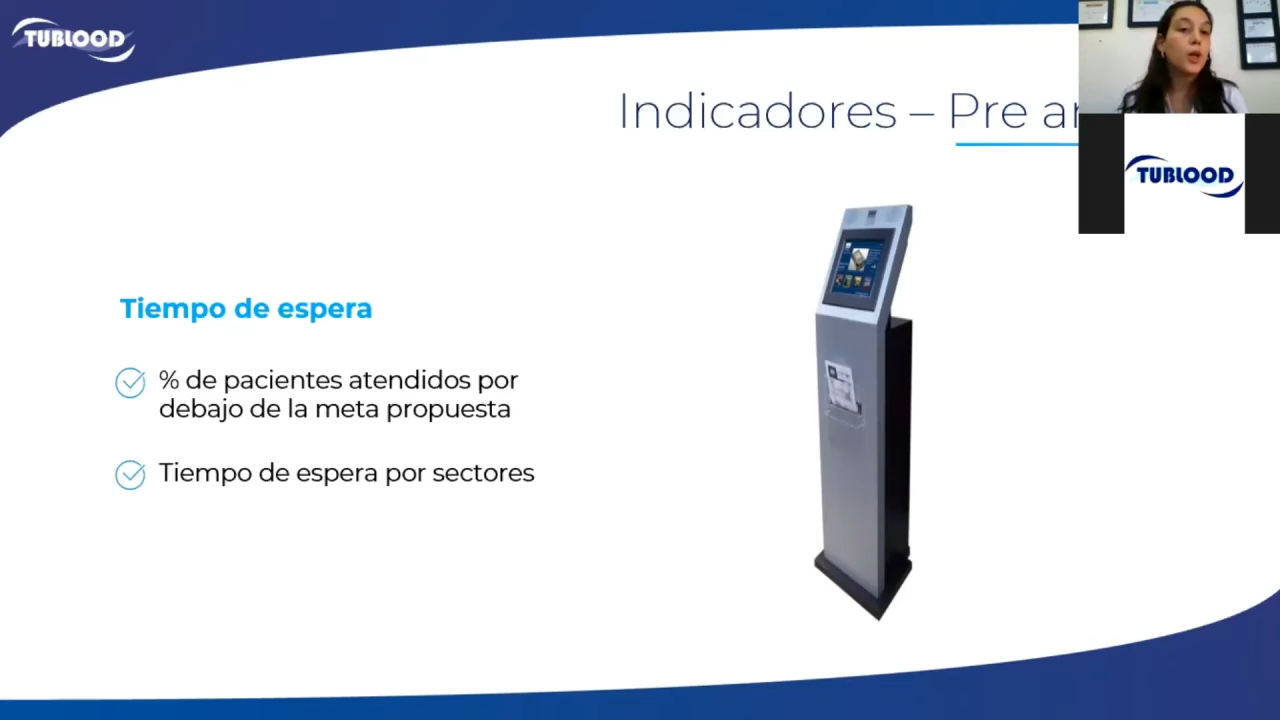 TUBLOOD
Indicadores – Pre
TUBLOOD
Tiempo de espera
% de pacientes atendidos por
debajo de la meta propuesta
Tiempo de espera por sectores